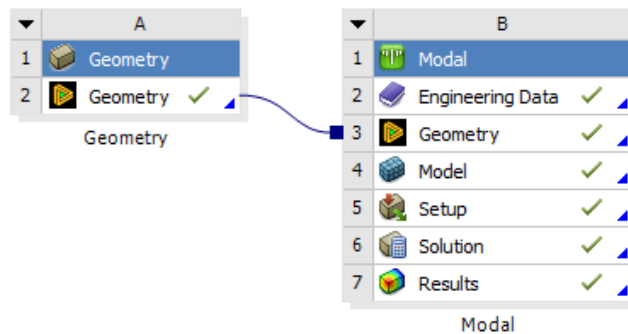 A
1 Geometry
2 Geometry
Geometry
B
1 Modal
2 Engineering Data
3 Geometry
4 Model
5 Setup
6 Solution
7 Results
Modal